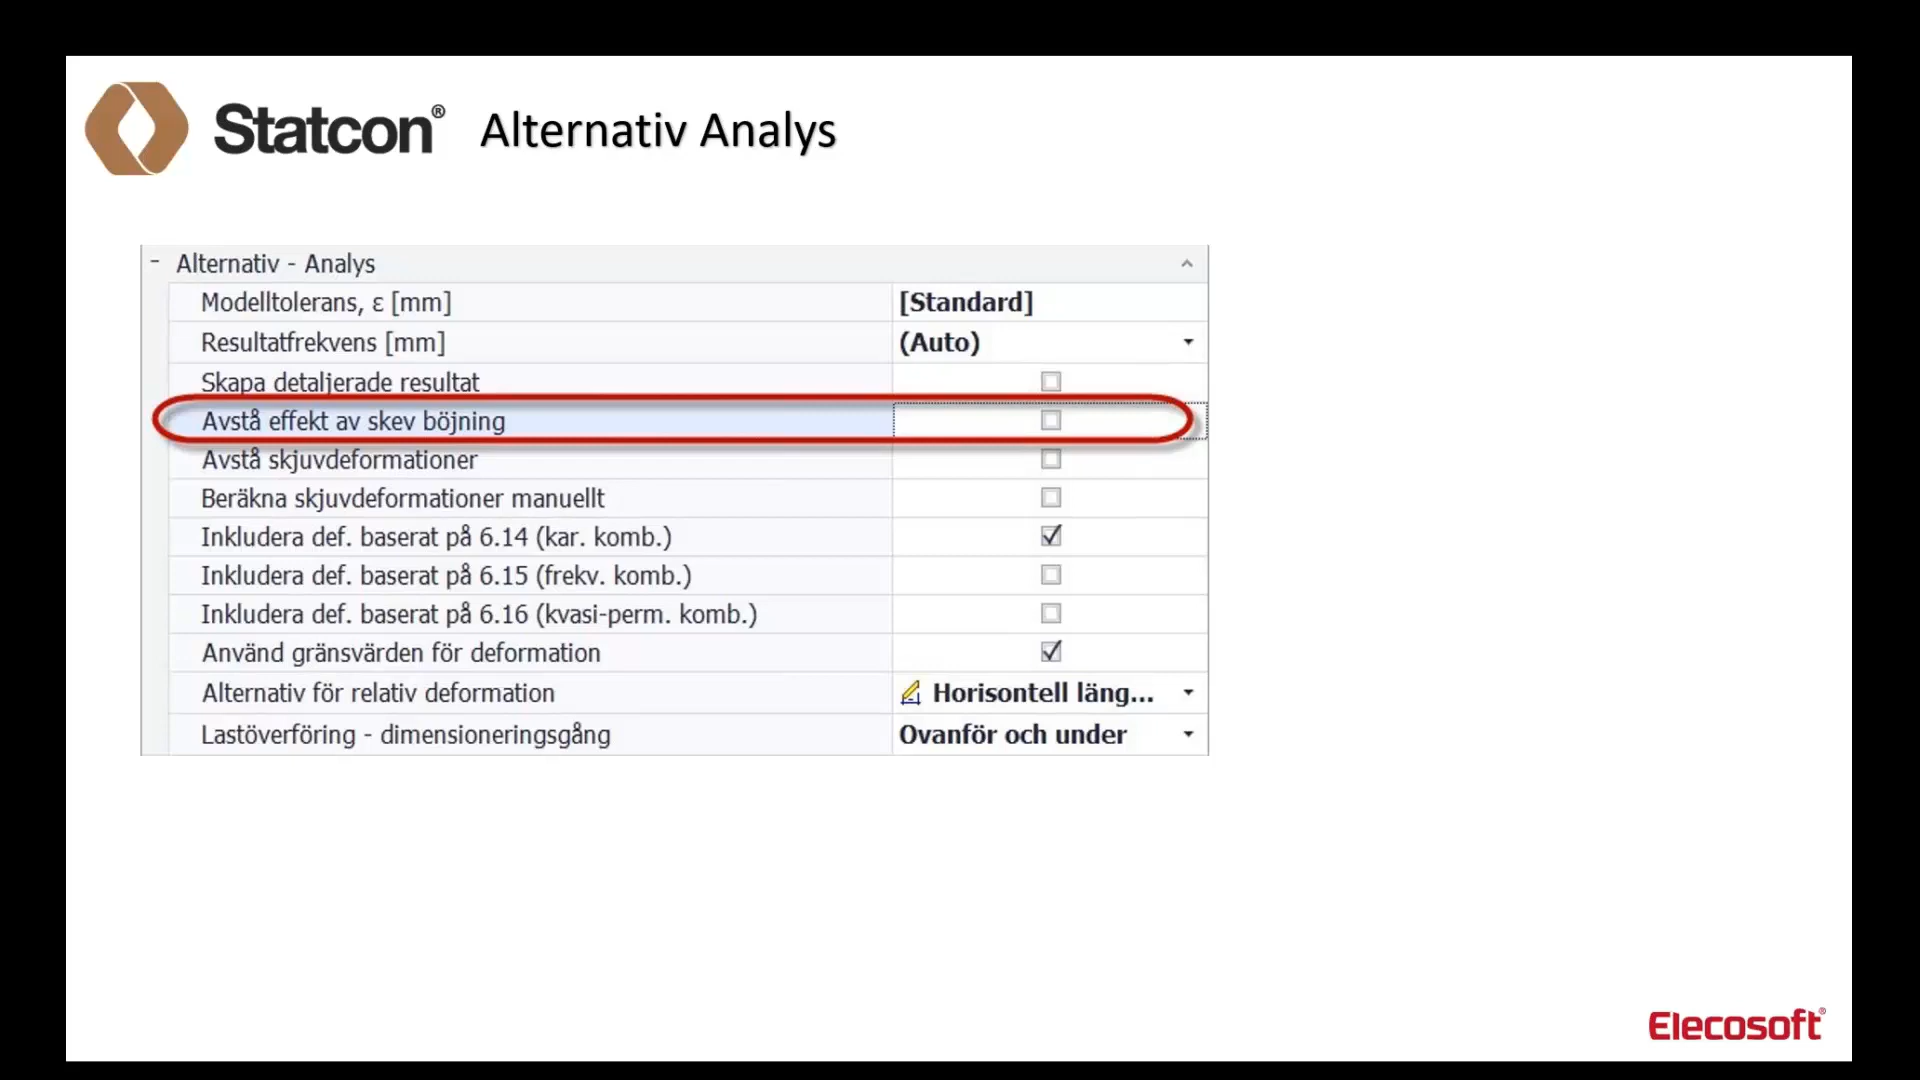 Statcon® Alternativ Analys
- Alternativ - Analys
Modelltolerans, ε [mm] [Standard]
Resultatfrekvens [mm] (Auto)
Skapa detaljerade resultat
Avstå effekt av skev böjning
Avstå skjuvdeformationer
Beräkna skjuvdeformationer manuellt
Inkludera def. baserat på 6.14 (kar. komb.)
Inkludera def. baserat på 6.15 (frekv. komb.)
Inkludera def. baserat på 6.16 (kvasi-perm. komb.)
Använd gränsvärden för deformation
Alternativ för relativ deformation Horisontell läng...
Lastöverföring - dimensioneringsgång Ovanför och under
Elecosoft®